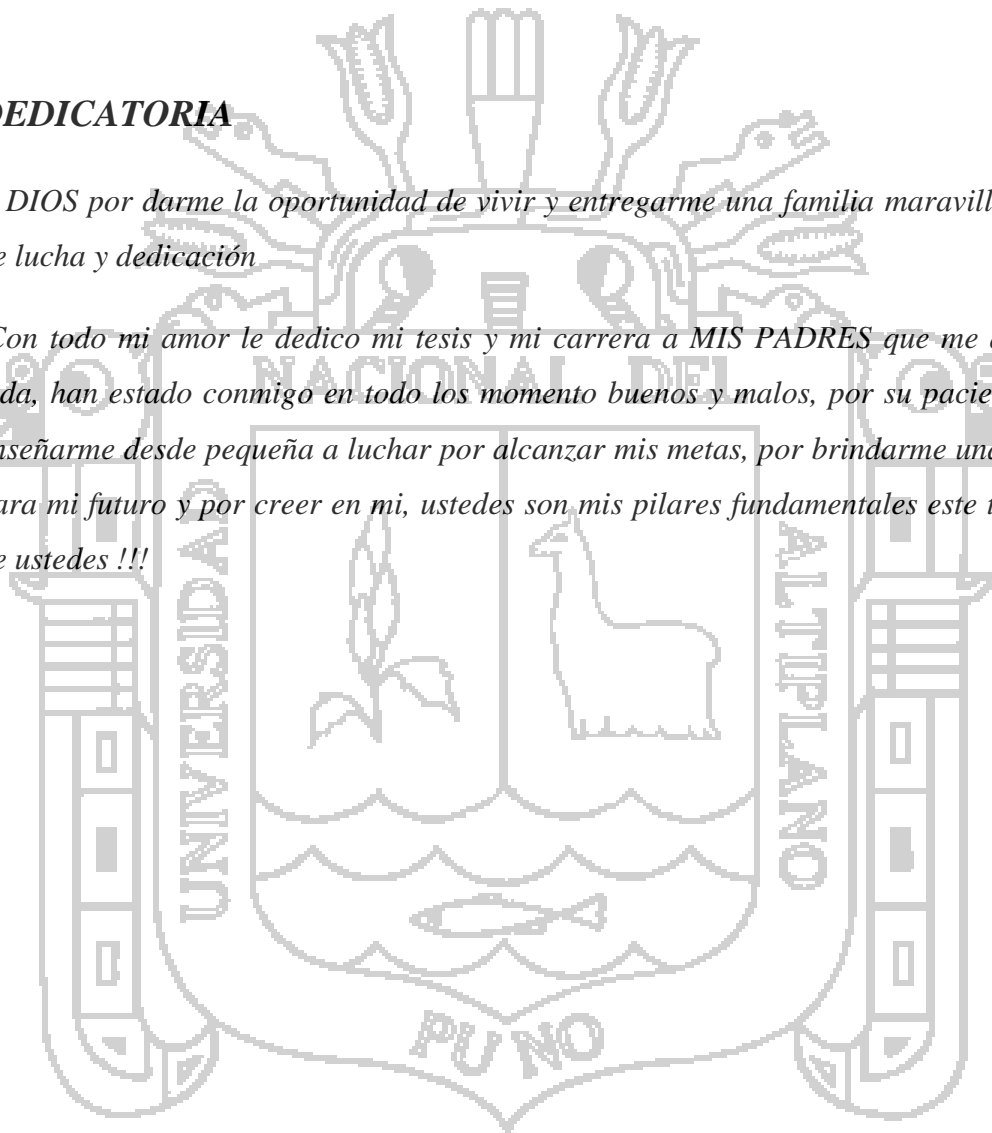 DEDICATORIA
DIOS por darme la oportunidad de vivir y entregarme una familia maravill
e lucha y dedicación
Con todo mi amor le dedico mi tesis y mi carrera a MIS PADRES que me
da, han estado conmigo en todo los momento buenos y malos, por su pacie
nseñarme desde pequeña a luchar por alcanzar mis metas, por brindarme una
ara mi futuro y por creer en mi, ustedes son mis pilares fundamentales este t
e ustedes !!!
NACIONAL DEL
UNIVERSIDAD
ALTIPLANO
PUNO